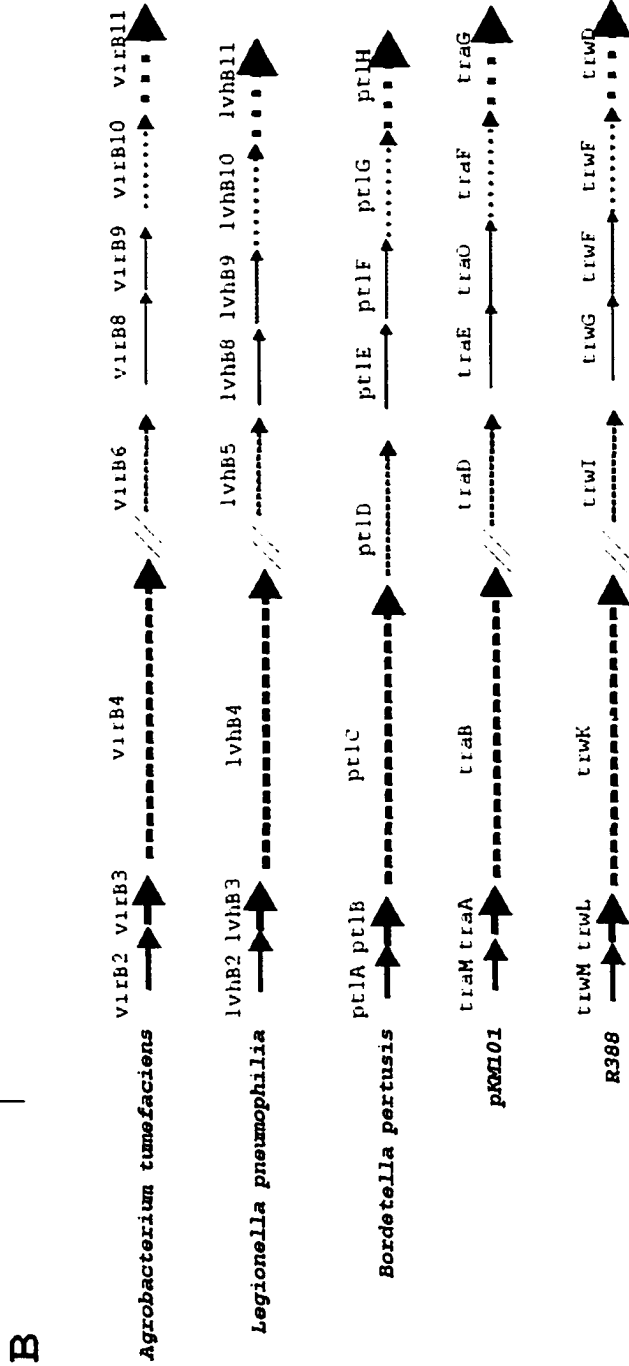 B
virB2 virB3 virB4 virB6 virB8 virB9 virB10 virB11
Agrobacterium tumefaciens
lvhB2 lvhB3 lvhB4 lvhB5 lvhB8 lvhB9 lvhB10 lvhB11
Legionella pneumophilia
ptlA ptlB ptlC ptlD ptlE ptlF ptlG ptlH
Bordetella pertusis
traM traA traB traD traE traO traF traG
pKM101
trwM trwL trwK trwI trwG trwF trwF trwD
R388